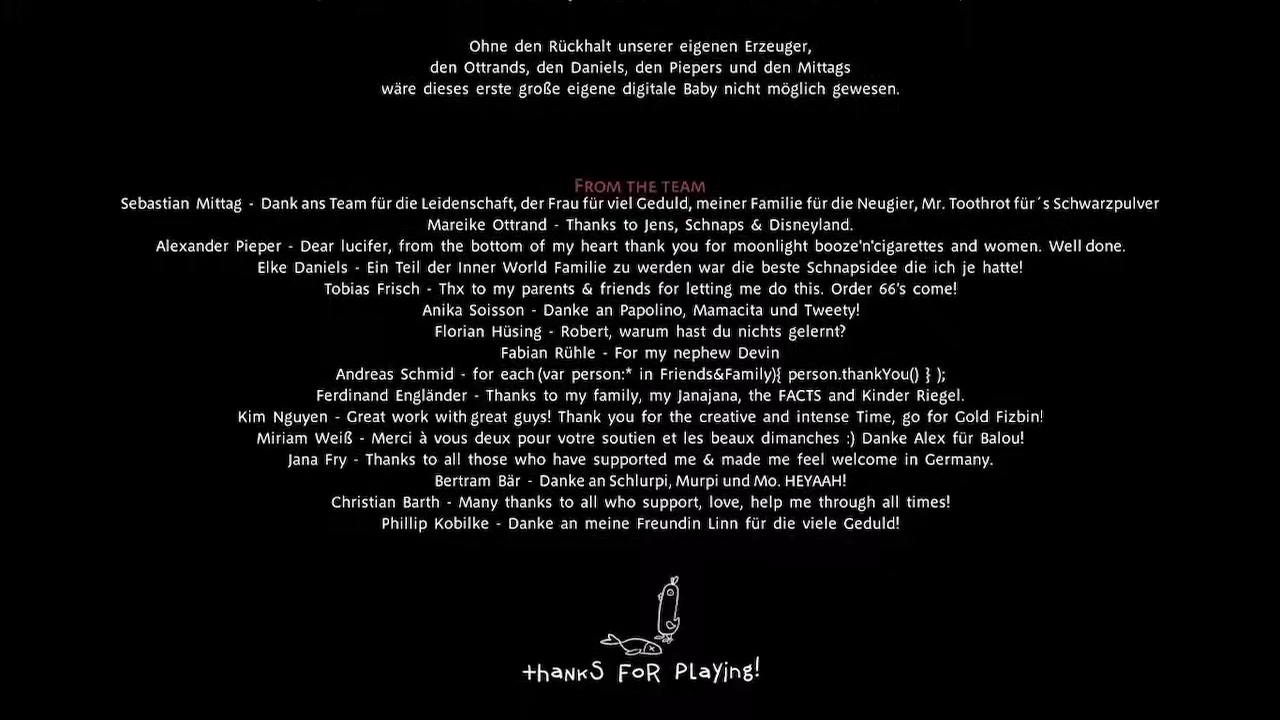 Ohne den Rückhalt unserer eigenen Erzeuger,
den Ottrands, den Daniels, den Piepers und den Mittags
wäre dieses erste große eigene digitale Baby nicht möglich gewesen.
FROM THE TEAM
Sebastian Mittag - Dank ans Team für die Leidenschaft, der Frau für viel Geduld, meiner Familie für die Neugier, Mr. Toothrot für´s Schwarzpulver
Mareike Ottrand - Thanks to Jens, Schnaps & Disneyland.
Alexander Pieper - Dear lucifer, from the bottom of my heart thank you for moonlight booze'n'cigarettes and women. Well done.
Elke Daniels - Ein Teil der Inner World Familie zu werden war die beste Schnapsidee die ich je hatte!
Tobias Frisch - Thx to my parents & friends for letting me do this. Order 66's come!
Anika Soisson - Danke an Papolino, Mamacita und Tweety!
Florian Hüsing - Robert, warum hast du nichts gelernt?
Fabian Rühle - For my nephew Devin
Andreas Schmid - for each (var person:* in Friends&Family){ person.thankYou() } );
Ferdinand Engländer - Thanks to my family, my Janajana, the FACTS and Kinder Riegel.
Kim Nguyen - Great work with great guys! Thank you for the creative and intense Time, go for Gold Fizbin!
Miriam Weiß - Merci à vous deux pour votre soutien et les beaux dimanches :) Danke Alex für Balou!
Jana Fry - Thanks to all those who have supported me & made me feel welcome in Germany.
Bertram Bär - Danke an Schlurpi, Murpi und Mo. HEYAAH!
Christian Barth - Many thanks to all who support, love, help me through all times!
Phillip Kobilke - Danke an meine Freundin Linn für die viele Geduld!
thANKS FoR PlAYing!